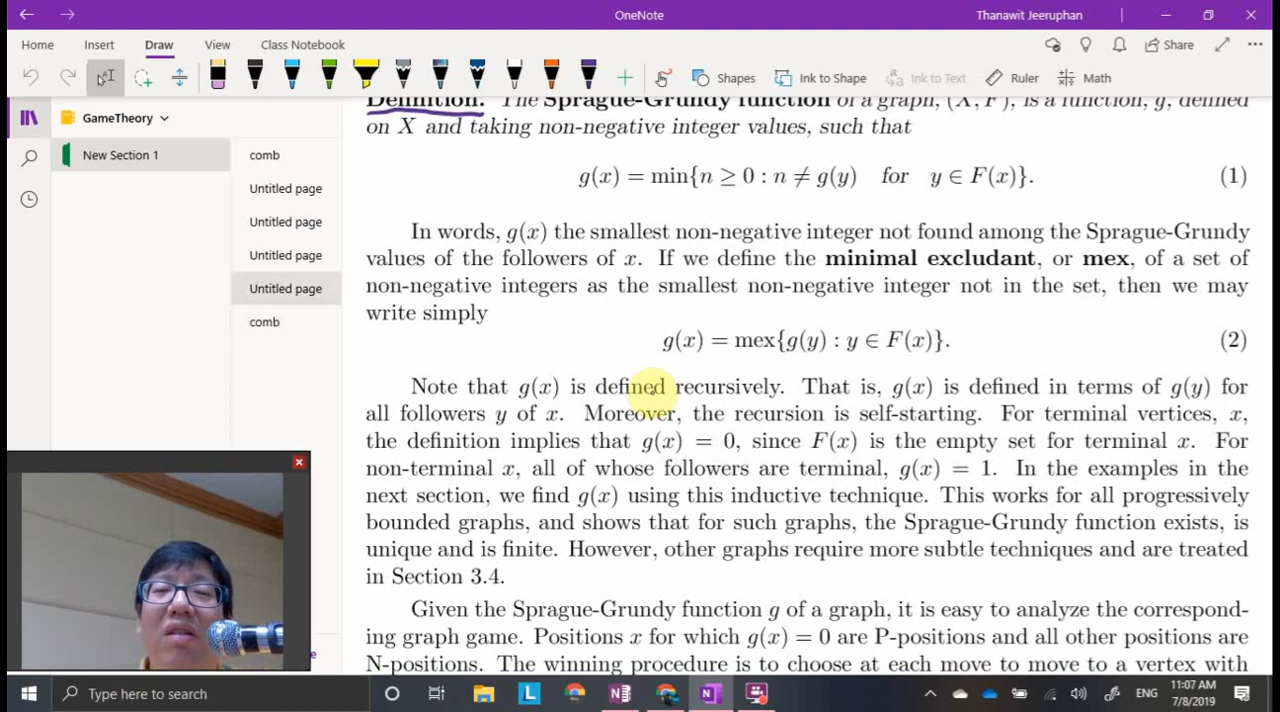 OneNote
Thanawit Jeeruphan
Home Insert Draw View Class Notebook
Share
Shapes Ink to Shape Ink to Text Ruler Math
GameTheory
New Section 1
comb
Untitled page
Untitled page
Untitled page
Untitled page
comb
Definition. The Sprague-Grundy function of a graph, (X, F), is a function, g, defined
on X and taking non-negative integer values, such that
g(x) = min{n ≥ 0 : n ≠ g(y) for y ∈ F(x)}. (1)
In words, g(x) the smallest non-negative integer not found among the Sprague-Grundy
values of the followers of x. If we define the minimal excludant, or mex, of a set of
non-negative integers as the smallest non-negative integer not in the set, then we may
write simply
g(x) = mex{g(y) : y ∈ F(x)}. (2)
Note that g(x) is defined recursively. That is, g(x) is defined in terms of g(y) for
all followers y of x. Moreover, the recursion is self-starting. For terminal vertices, x,
the definition implies that g(x) = 0, since F(x) is the empty set for terminal x. For
non-terminal x, all of whose followers are terminal, g(x) = 1. In the examples in the
next section, we find g(x) using this inductive technique. This works for all progressively
bounded graphs, and shows that for such graphs, the Sprague-Grundy function exists, is
unique and is finite. However, other graphs require more subtle techniques and are treated
in Section 3.4.
Given the Sprague-Grundy function g of a graph, it is easy to analyze the correspond-
ing graph game. Positions x for which g(x) = 0 are P-positions and all other positions are
N-positions. The winning procedure is to choose at each move to move to a vertex with
Type here to search
ENG
11:07 AM
7/8/2019